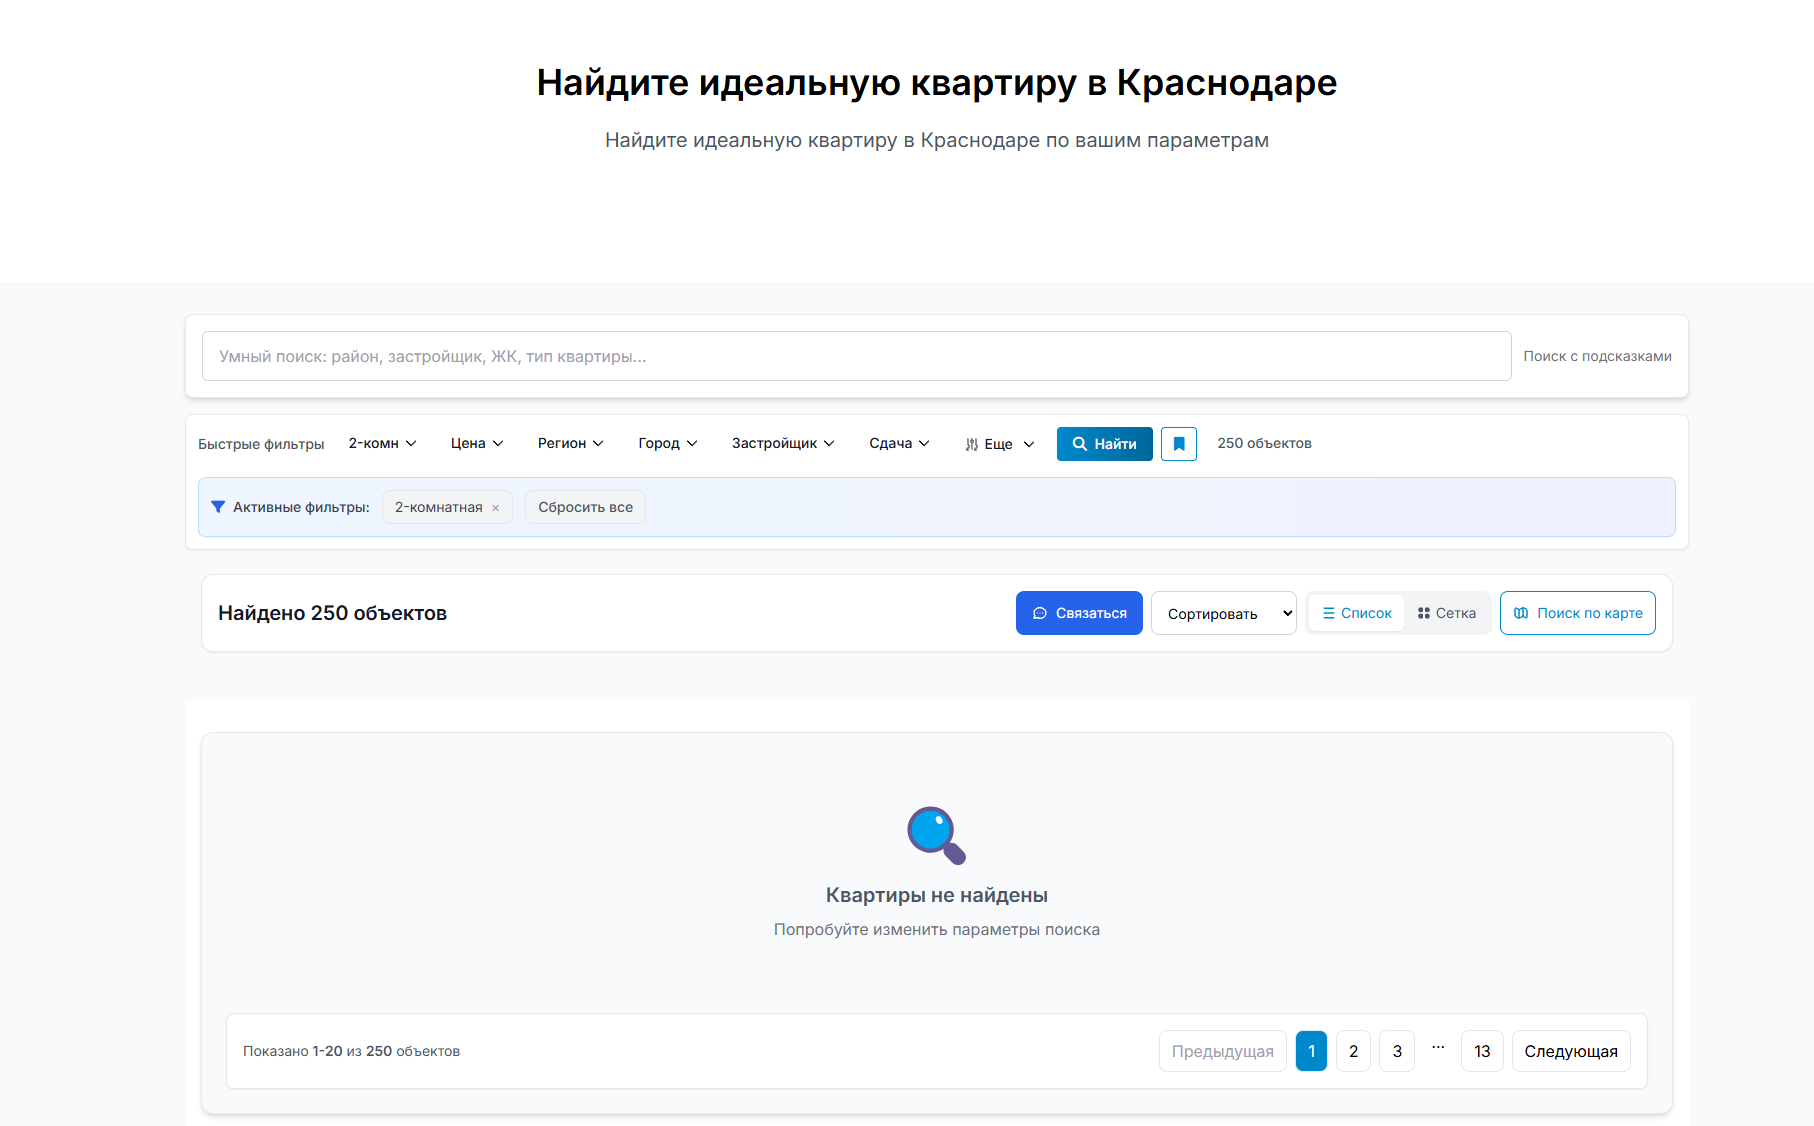 Найдите идеальную квартиру в Краснодаре
Найдите идеальную квартиру в Краснодаре по вашим параметрам
Умный поиск: район, застройщик, ЖК, тип квартиры...
Поиск с подсказками
Быстрые фильтры 2-комн Цена Регион Город Застройщик Сдача Еще Найти 250 объектов
Активные фильтры: 2-комнатная × Сбросить все
Найдено 250 объектов Связаться Сортировать Список Сетка Поиск по карте
Квартиры не найдены
Попробуйте изменить параметры поиска
Показано 1-20 из 250 объектов Предыдущая 1 2 3 ... 13 Следующая